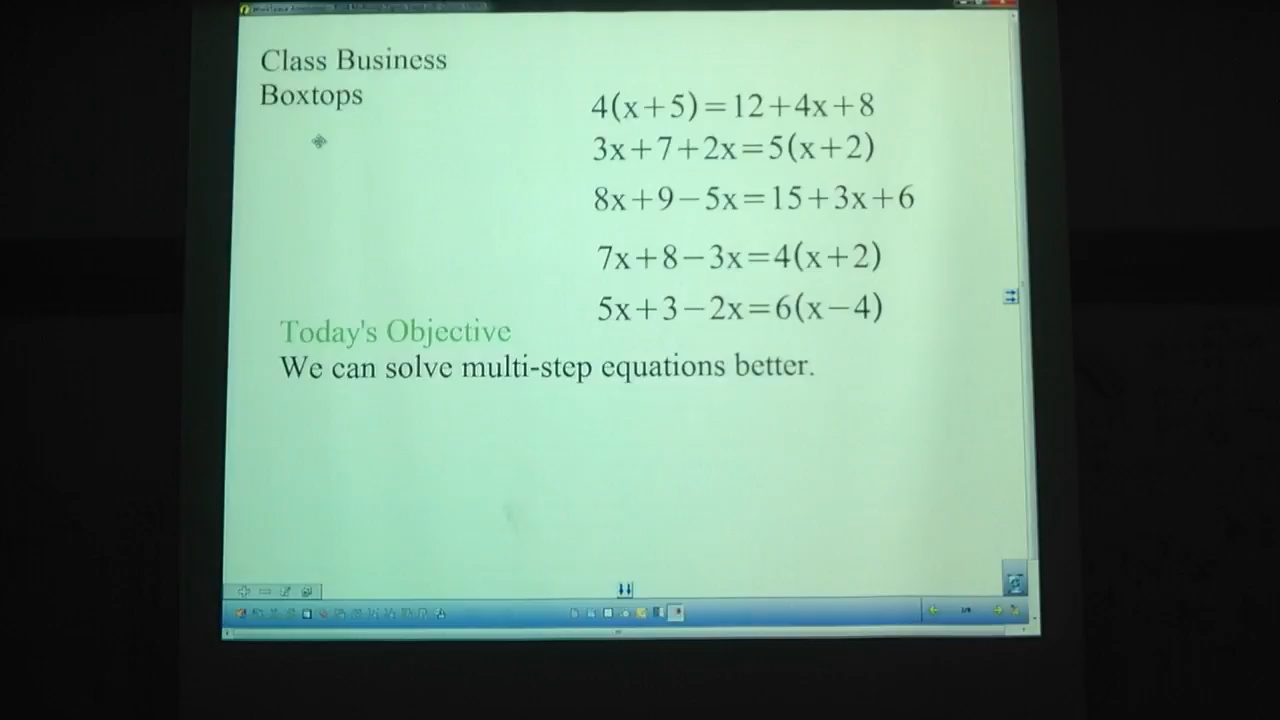 Class Business
Boxtops
4(x+5)=12+4x+8
3x+7+2x=5(x+2)
8x+9-5x=15+3x+6
7x+8-3x=4(x+2)
5x+3-2x=6(x-4)
Today's Objective
We can solve multi-step equations better.